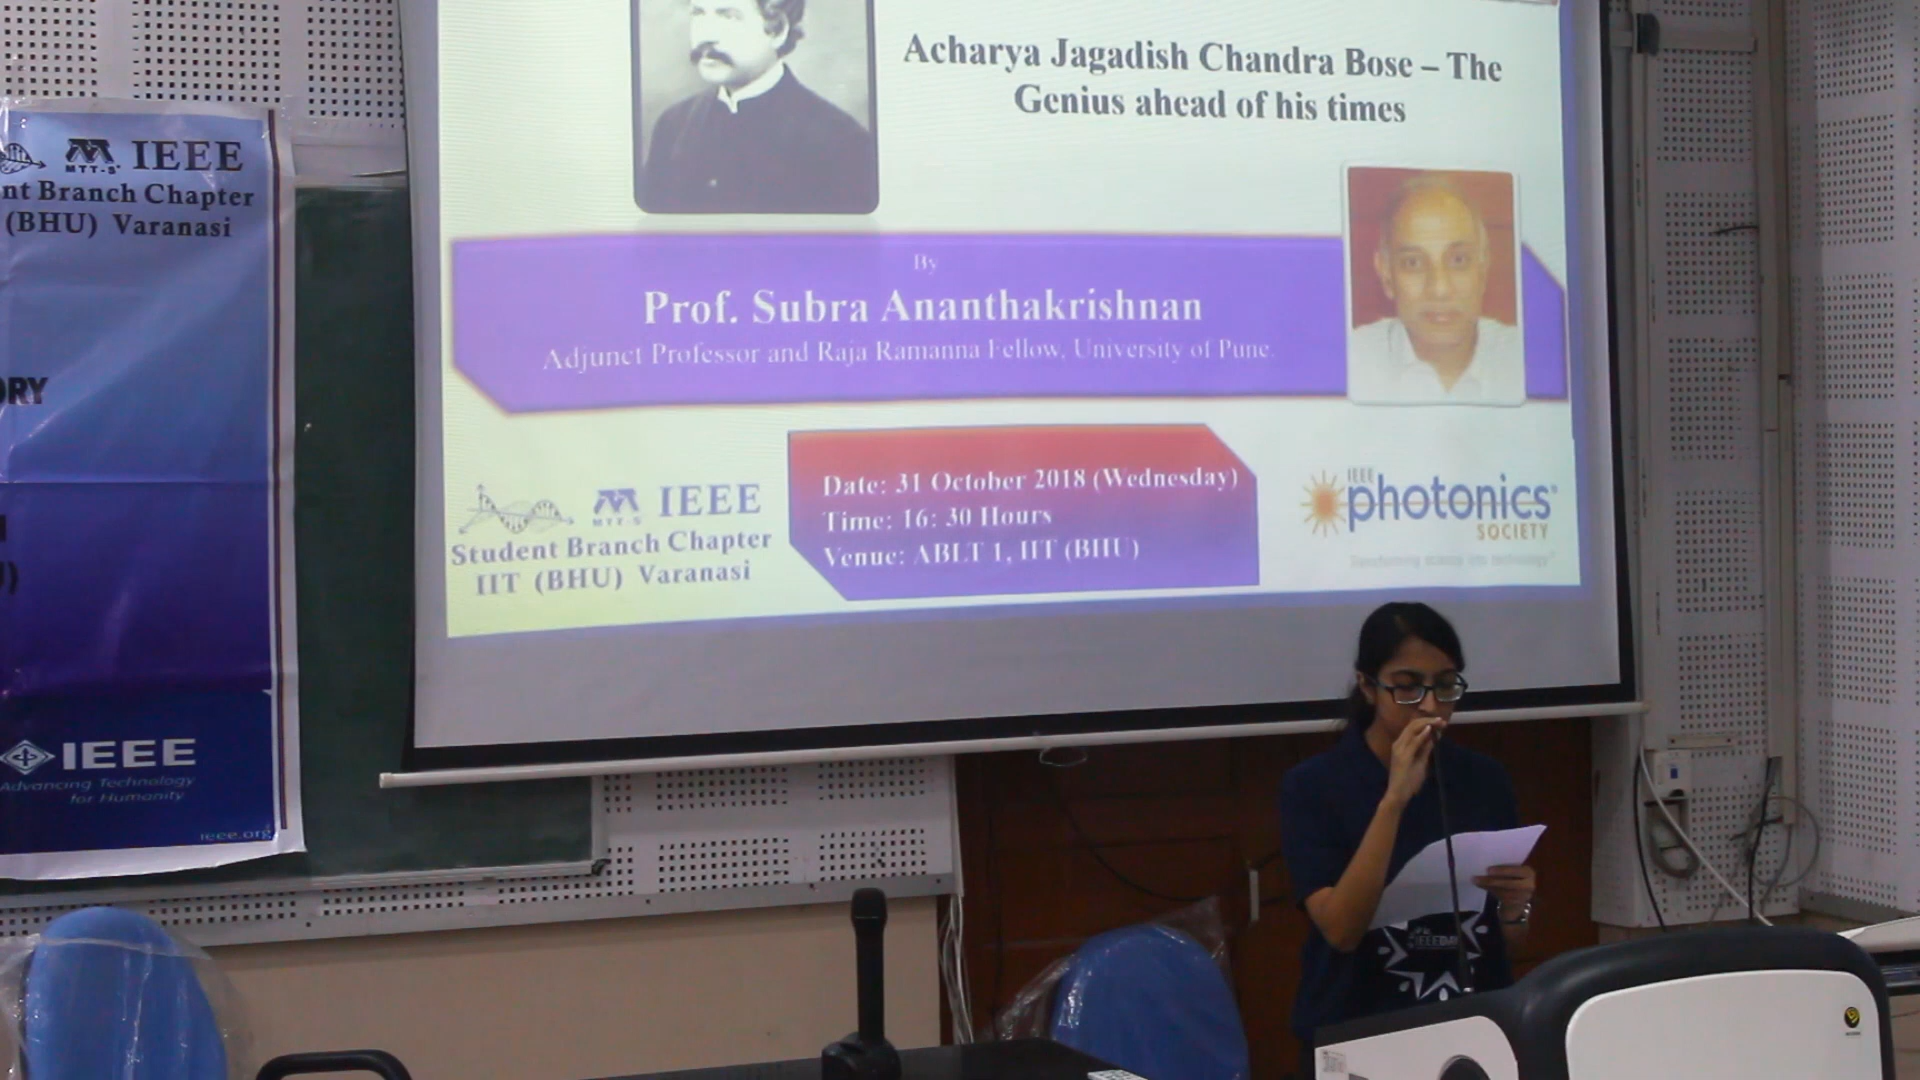 Acharya Jagadish Chandra Bose – The
Genius ahead of his times
By
Prof. Subra Ananthakrishnan
Adjunct Professor and Raja Ramanna Fellow, University of Pune.
MTT-S IEEE
Student Branch Chapter
IIT (BHU) Varanasi
Date: 31 October 2018 (Wednesday)
Time: 16: 30 Hours
Venue: ABLT 1, IIT (BHU)
IEEE
photonics
SOCIETY
MTT-S IEEE
nt Branch Chapter
(BHU) Varanasi
ORY
IEEE
Advancing Technology
for Humanity
ieee.org